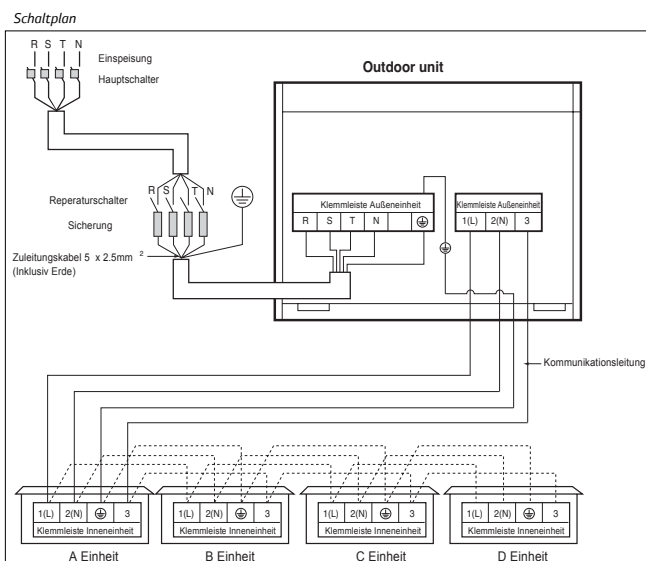 Schaltplan
R S T N
Einspeisung
Hauptschalter
Outdoor unit
R S T N
Reperaturschalter
Sicherung
Zuleitungskabel 5 x 2.5mm 2
(Inklusiv Erde)
Klemmleiste Außeneinheit
R S T N
Klemmleiste Außeneinheit
1(L) 2(N) 3
Kommunikationsleitung
1(L) 2(N) 3
Klemmleiste Inneneinheit
A Einheit
1(L) 2(N) 3
Klemmleiste Inneneinheit
B Einheit
1(L) 2(N) 3
Klemmleiste Inneneinheit
C Einheit
1(L) 2(N) 3
Klemmleiste Inneneinheit
D Einheit